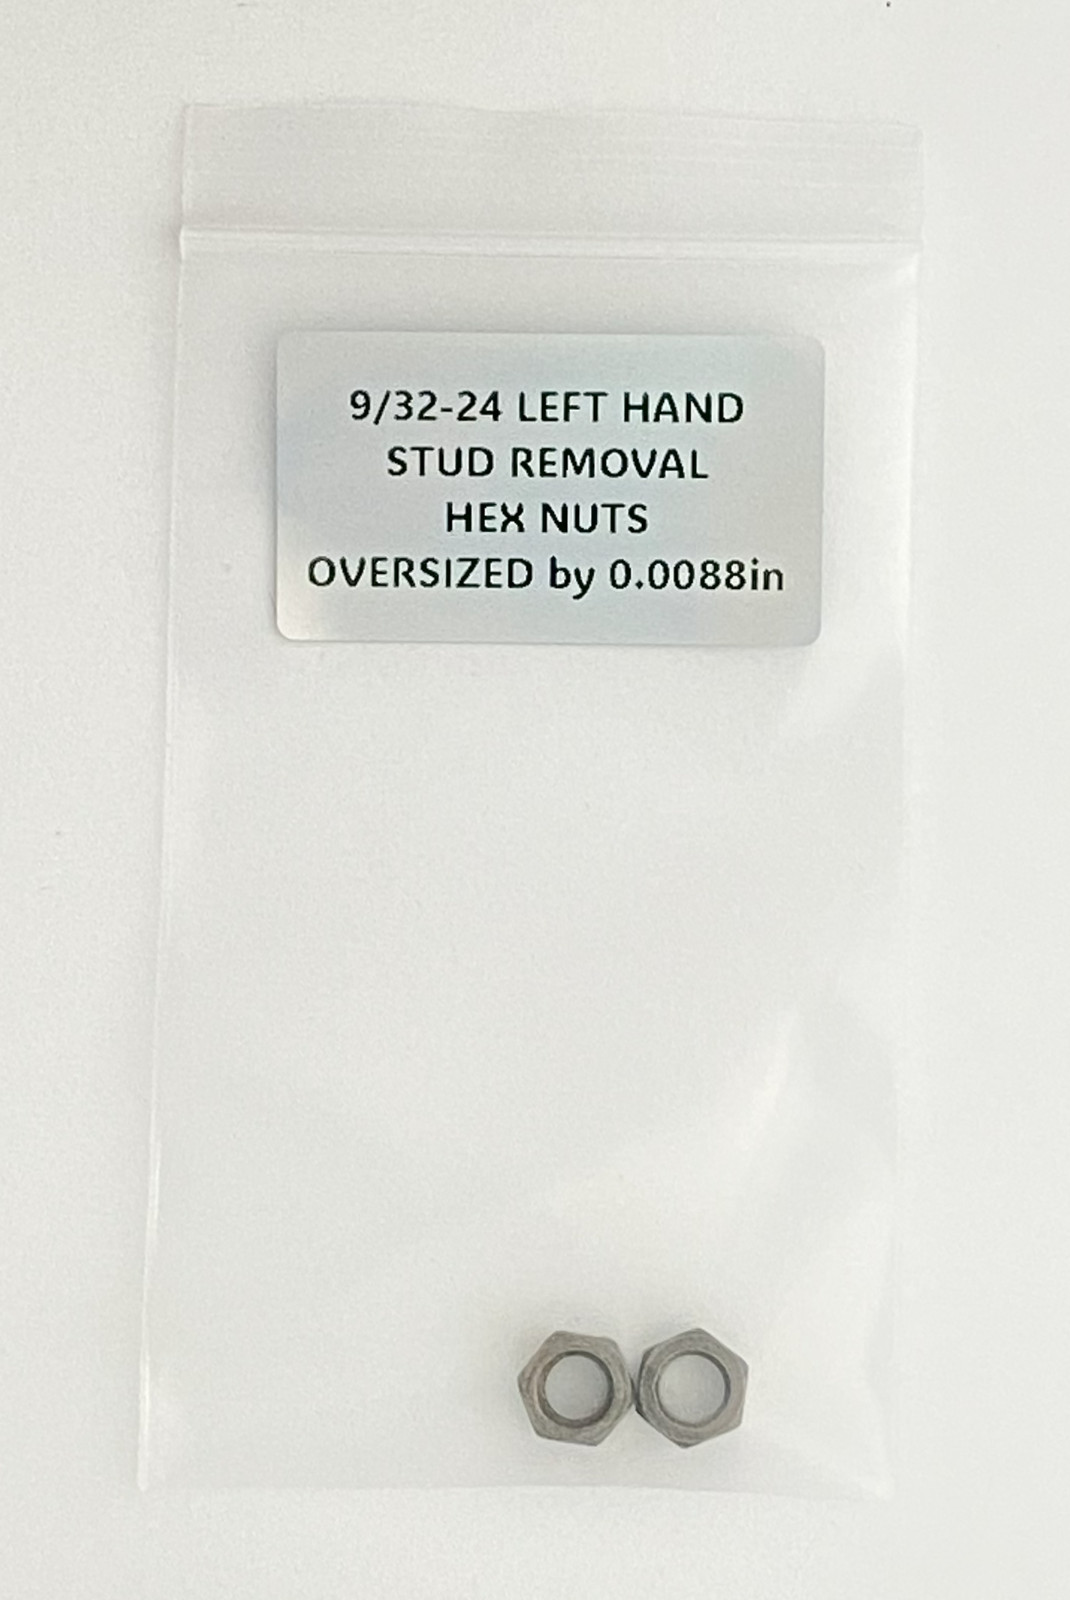 9/32-24 LEFT HAND
STUD REMOVAL
HEX NUTS
OVERSIZED by 0.0088in